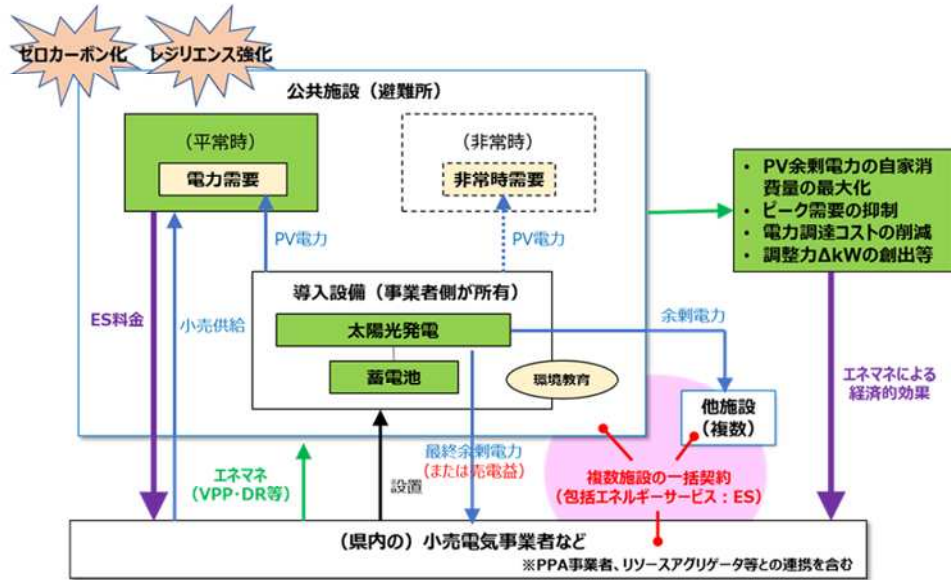 ゼロカーボン化
レジリエンス強化
公共施設（避難所）
（平常時）
電力需要
（非常時）
非常時需要
・ PV余剰電力の自家消
費量の最大化
・ ピーク需要の抑制
・ 電力調達コストの削減
・ 調整力ΔkWの創出等
PV電力
PV電力
ES料金
小売供給
導入設備（事業者側が所有）
太陽光発電
蓄電池
環境教育
余剰電力
他施設
（複数）
エネマネによる
経済的効果
エネマネ
（VPP・DR等）
設置
最終余剰電力
（または売電益）
複数施設の一括契約
（包括エネルギーサービス：ES）
（県内の）小売電気事業者など
※PPA事業者、リソースアグリゲータ等との連携を含む